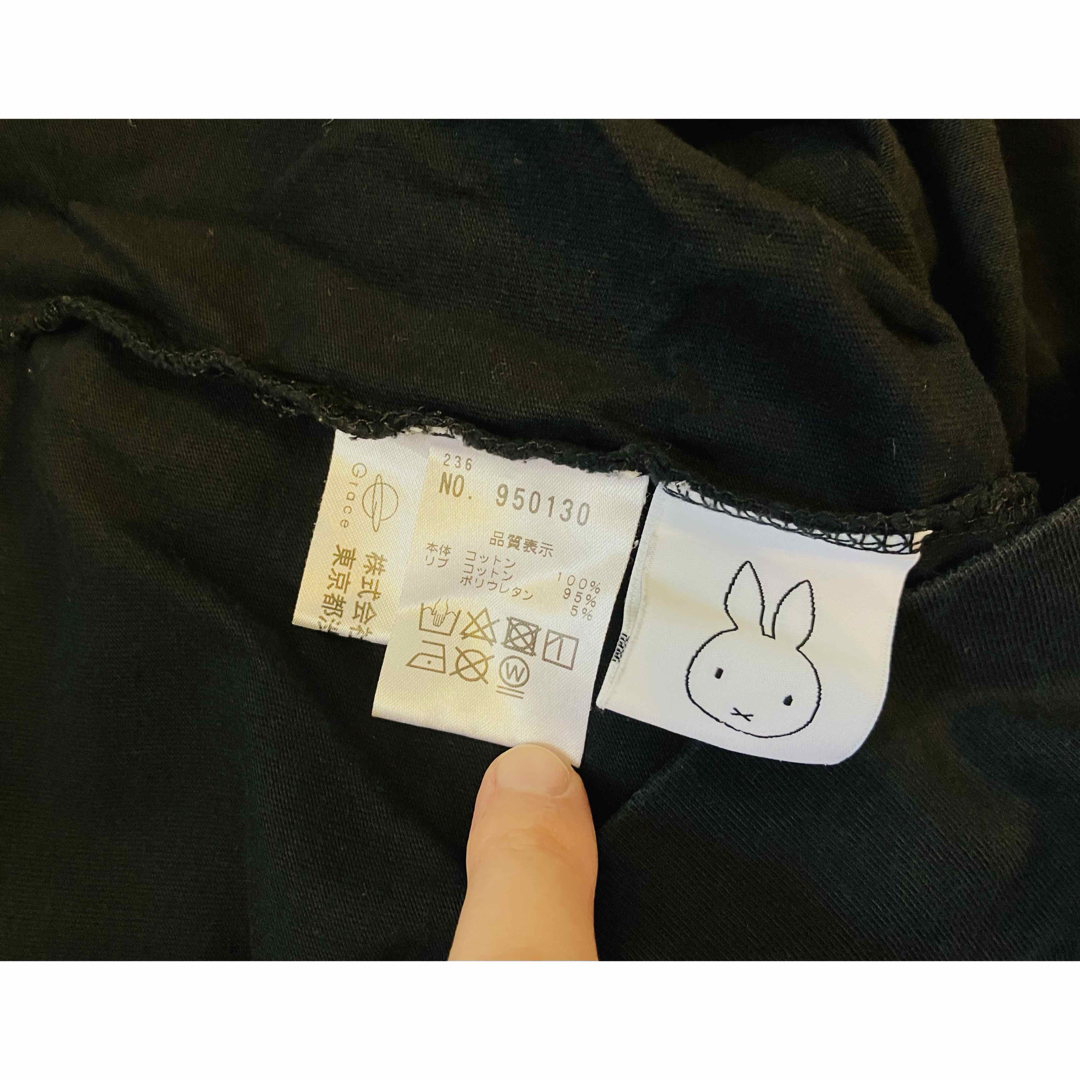 Grace
株式会社
東京都
236
NO. 950130
品質表示
本体 コットン 100%
リブ コットン 95%
ポリウレタン 5%
W